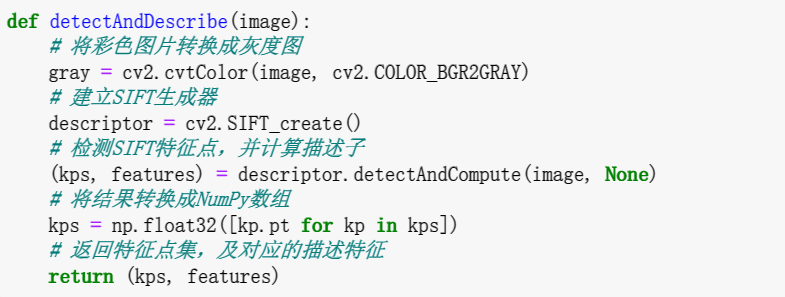 def detectAndDescribe(image):
    # 将彩色图片转换成灰度图
    gray = cv2.cvtColor(image, cv2.COLOR_BGR2GRAY)
    # 建立SIFT生成器
    descriptor = cv2.SIFT_create()
    # 检测SIFT特征点，并计算描述子
    (kps, features) = descriptor.detectAndCompute(image, None)
    # 将结果转换成NumPy数组
    kps = np.float32([kp.pt for kp in kps])
    # 返回特征点集，及对应的描述特征
    return (kps, features)